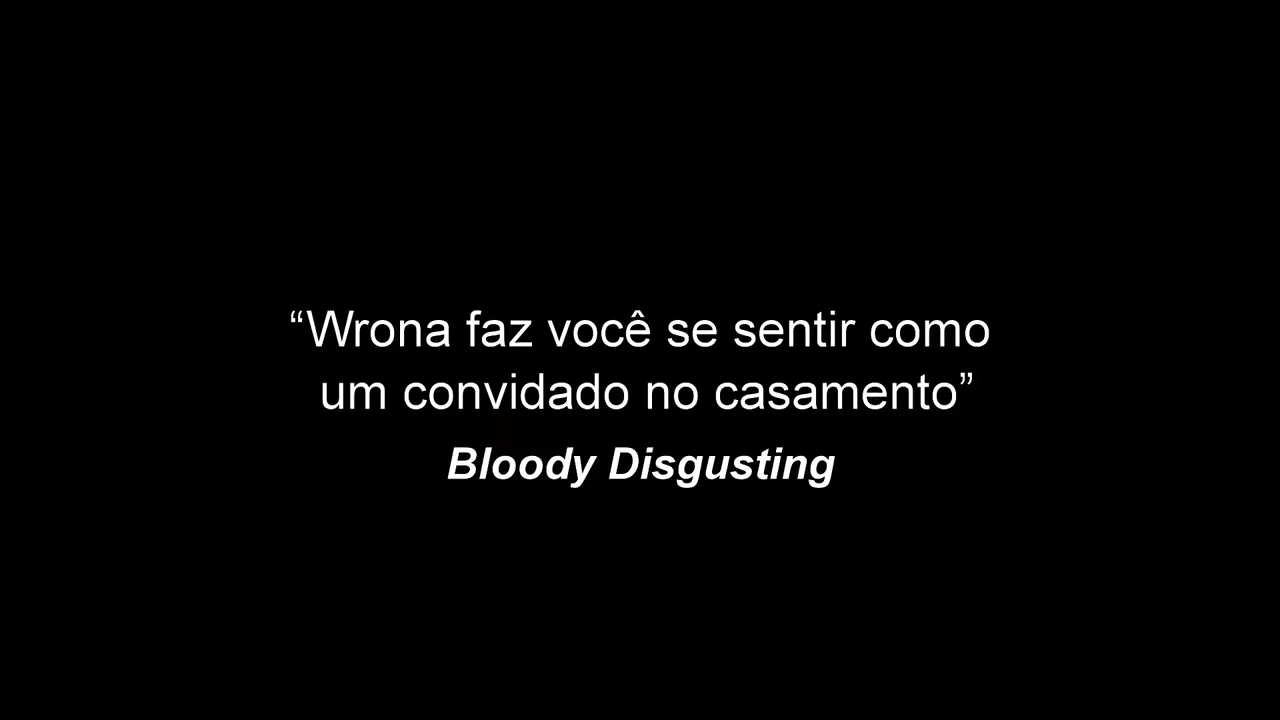 “Wrona faz você se sentir como
um convidado no casamento”
Bloody Disgusting